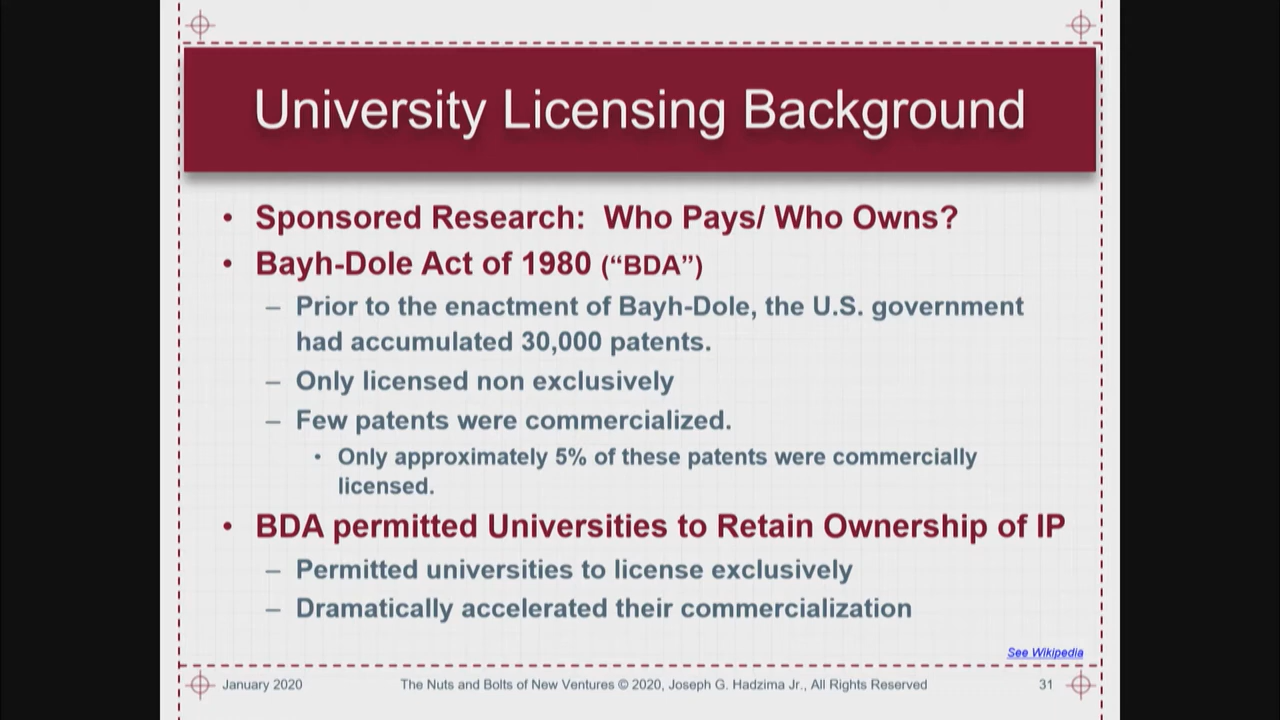 University Licensing Background
• Sponsored Research: Who Pays/ Who Owns?
• Bayh-Dole Act of 1980 (“BDA”)
– Prior to the enactment of Bayh-Dole, the U.S. government
had accumulated 30,000 patents.
– Only licensed non exclusively
– Few patents were commercialized.
• Only approximately 5% of these patents were commercially
licensed.
• BDA permitted Universities to Retain Ownership of IP
– Permitted universities to license exclusively
– Dramatically accelerated their commercialization
See Wikipedia
January 2020 The Nuts and Bolts of New Ventures © 2020, Joseph G. Hadzima Jr., All Rights Reserved 31